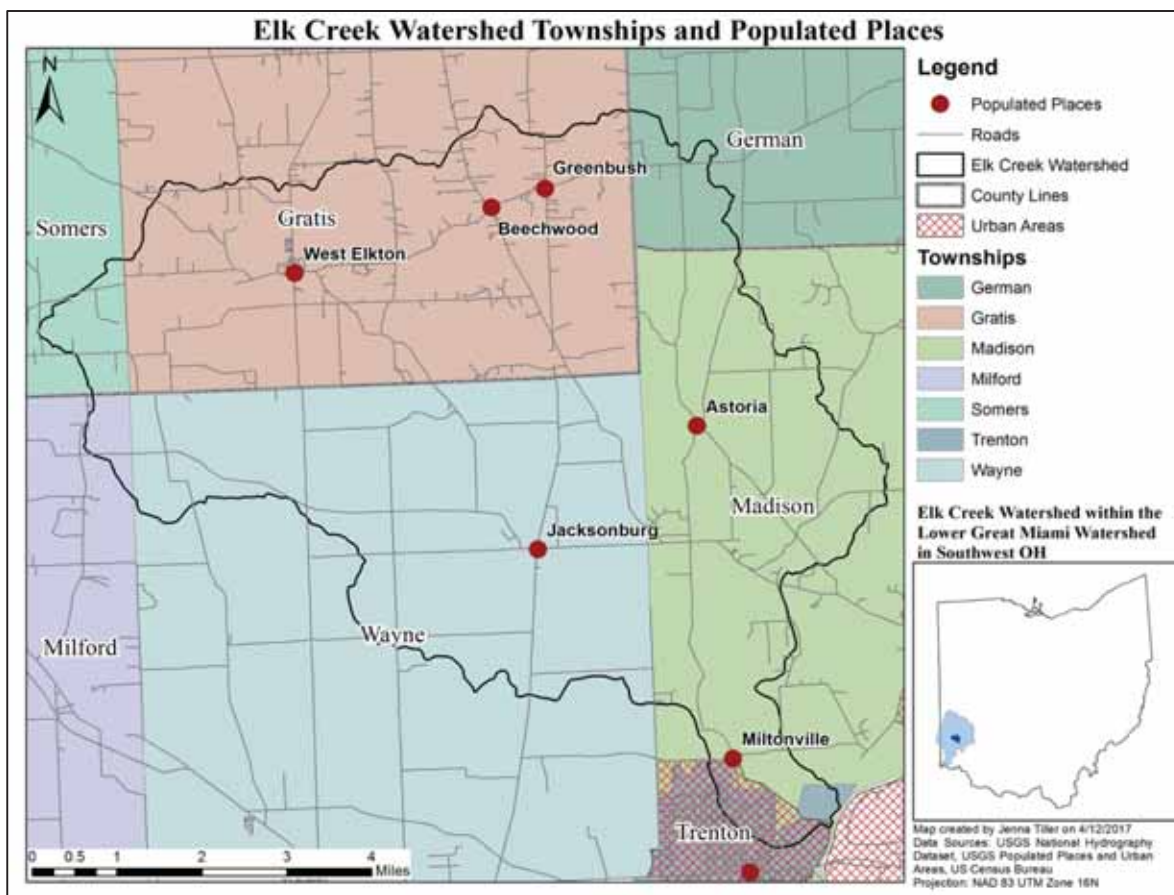 Elk Creek Watershed Townships and Populated Places
N
German
Greenbush
Beechwood
Gratis
Somers
West Elkton
Astoria
Madison
Jacksonburg
Wayne
Milford
Miltonville
Trenton
0 0.5 1 2 3 4
Miles
Legend
Populated Places
Roads
Elk Creek Watershed
County Lines
Urban Areas
Townships
German
Gratis
Madison
Milford
Somers
Trenton
Wayne
Elk Creek Watershed within the
Lower Great Miami Watershed
in Southwest OH
Map created by Jenna Tiller on 4/12/2017
Data Sources: USGS National Hydrography
Dataset, USGS Populated Places and Urban
Areas, US Census Bureau
Projection: NAD 83 UTM Zone 16N